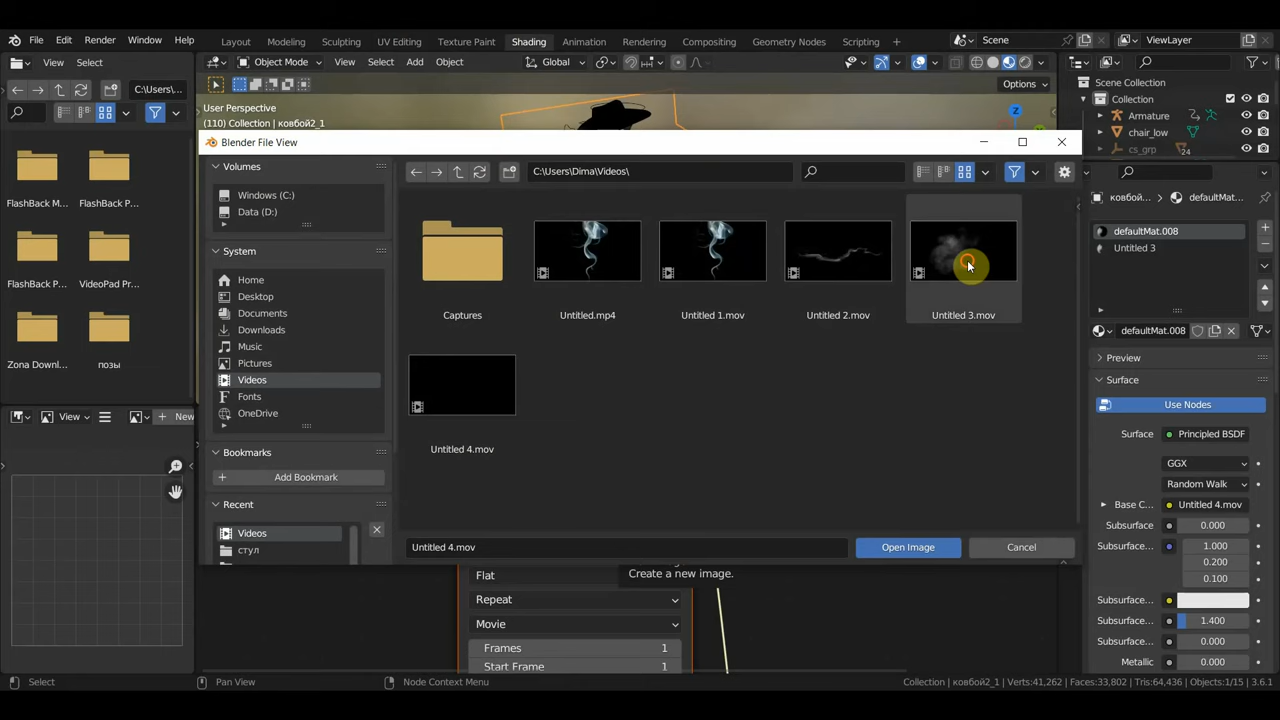 File Edit Render Window Help Layout Modeling Sculpting UV Editing Texture Paint Shading Animation Rendering Compositing Geometry Nodes Scripting + Scene ViewLayer
View Select Object Mode View Select Add Object Global
C:\Users\... Options
User Perspective
(110) Collection | ковбой2_1
Scene Collection
Collection
Armature
chair_low
cs_grp
24
Blender File View
Volumes
Windows (C:)
Data (D:)
System
Home
Desktop
Documents
Downloads
Music
Pictures
Videos
Fonts
OneDrive
Bookmarks
Add Bookmark
Recent
Videos
стул
C:\Users\Dima\Videos\
Captures
Untitled.mp4
Untitled 1.mov
Untitled 2.mov
Untitled 3.mov
Untitled 4.mov
Untitled 4.mov
Open Image
Cancel
FlashBack M...
FlashBack P...
FlashBack P...
VideoPad Pr...
Zona Downl...
позы
View
New
Create a new image.
Flat
Repeat
Movie
Frames 1
Start Frame 1
ковбой...
defaultMat...
defaultMat.008
Untitled 3
defaultMat.008
Preview
Surface
Use Nodes
Surface Principled BSDF
GGX
Random Walk
Base C... Untitled 4.mov
Subsurface 0.000
Subsurface... 1.000
0.200
0.100
Subsurface...
Subsurface... 1.400
Subsurface... 0.000
Metallic 0.000
Select Pan View Node Context Menu Collection | ковбой2_1 | Verts:41,262 | Faces:33,802 | Tris:64,436 | Objects:1/15 | 3.6.1